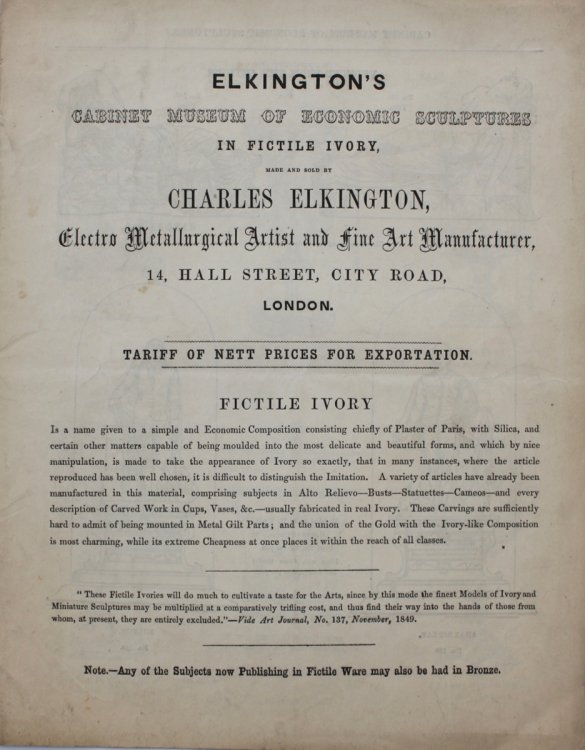 ELKINGTON'S
CABINET MUSEUM OF ECONOMIC SCULPTURES
IN FICTILE IVORY,
MADE AND SOLD BY
CHARLES ELKINGTON,
Electro Metallurgical Artist and Fine Art Manufacturer,
14, HALL STREET, CITY ROAD,
LONDON.
TARIFF OF NETT PRICES FOR EXPORTATION.
FICTILE IVORY
Is a name given to a simple and Economic Composition consisting chiefly of Plaster of Paris, with Silica, and
certain other matters capable of being moulded into the most delicate and beautiful forms, and which by nice
manipulation, is made to take the appearance of Ivory so exactly, that in many instances, where the article
reproduced has been well chosen, it is difficult to distinguish the Imitation. A variety of articles have already been
manufactured in this material, comprising subjects in Alto Relievo—Busts—Statuettes—Cameos—and every
description of Carved Work in Cups, Vases, &c.—usually fabricated in real Ivory. These Carvings are sufficiently
hard to admit of being mounted in Metal Gilt Parts; and the union of the Gold with the Ivory-like Composition
is most charming, while its extreme Cheapness at once places it within the reach of all classes.
"These Fictile Ivories will do much to cultivate a taste for the Arts, since by this mode the finest Models of Ivory and
Miniature Sculptures may be multiplied at a comparatively trifling cost, and thus find their way into the hands of those from
whom, at present, they are entirely excluded."—Vide Art Journal, No. 137, November, 1849.
Note.—Any of the Subjects now Publishing in Fictile Ware may also be had in Bronze.